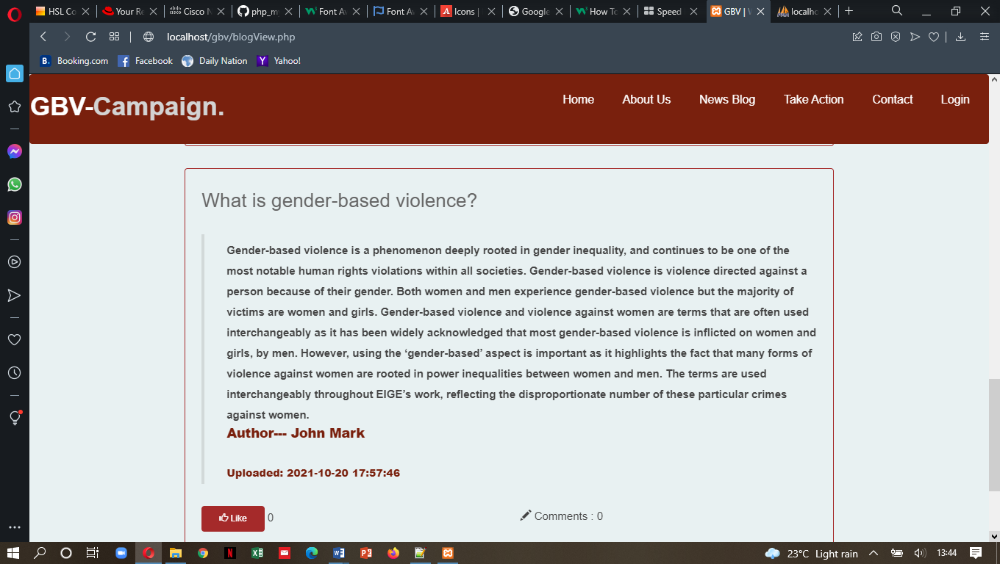 HSL Co
Your Re
Cisco N
php_my
Font Av
Font Av
Icons |
Google
How To
Speed
GBV | V
localho
localhost/gbv/blogView.php
Booking.com
Facebook
Daily Nation
Yahoo!
GBV-Campaign.
Home About Us News Blog Take Action Contact Login
What is gender-based violence?
Gender-based violence is a phenomenon deeply rooted in gender inequality, and continues to be one of the
most notable human rights violations within all societies. Gender-based violence is violence directed against a
person because of their gender. Both women and men experience gender-based violence but the majority of
victims are women and girls. Gender-based violence and violence against women are terms that are often used
interchangeably as it has been widely acknowledged that most gender-based violence is inflicted on women and
girls, by men. However, using the ‘gender-based’ aspect is important as it highlights the fact that many forms of
violence against women are rooted in power inequalities between women and men. The terms are used
interchangeably throughout EIGE’s work, reflecting the disproportionate number of these particular crimes
against women.
Author--- John Mark
Uploaded: 2021-10-20 17:57:46
Like 0
Comments : 0
23°C Light rain
13:44